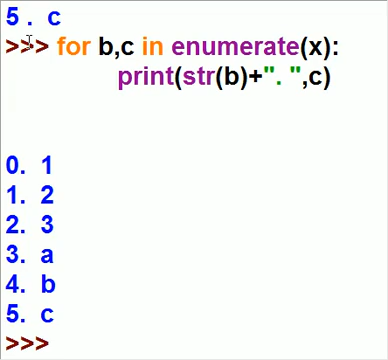 5 . c
>>> for b,c in enumerate(x):
print(str(b)+". ",c)
0. 1
1. 2
2. 3
3. a
4. b
5. c
>>>